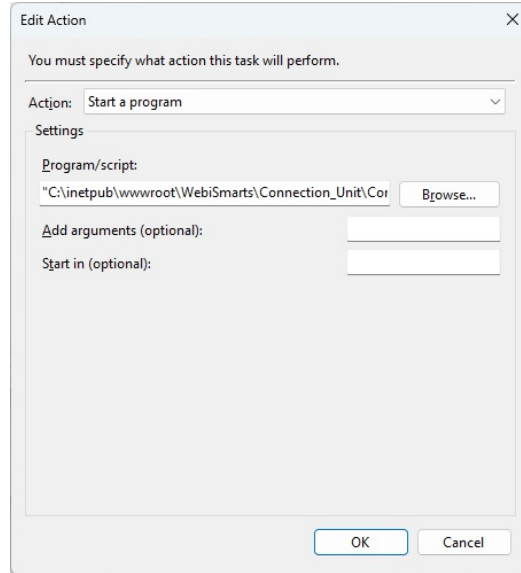 Edit Action
You must specify what action this task will perform.
Action: Start a program
Settings
Program/script:
"C:\inetpub\wwwroot\WebiSmarts\Connection_Unit\Cor Browse...
Add arguments (optional):
Start in (optional):
OK Cancel